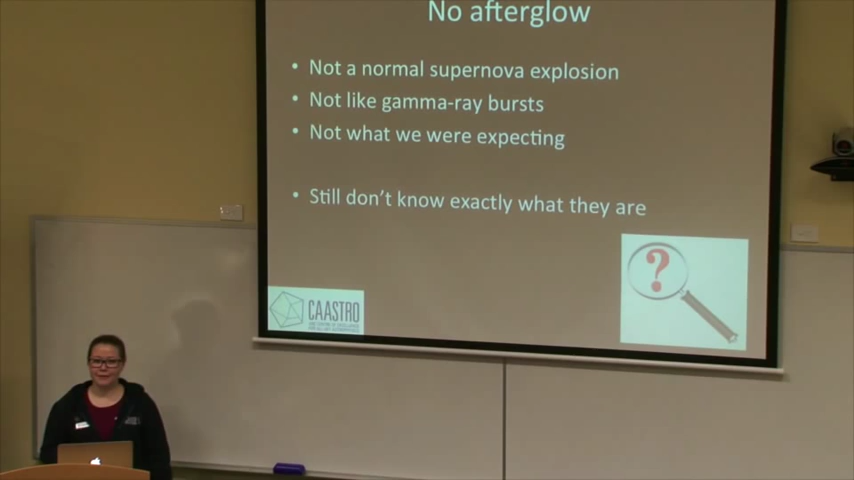 No afterglow
• Not a normal supernova explosion
• Not like gamma-ray bursts
• Not what we were expecting
• Still don't know exactly what they are
?
CAASTRO